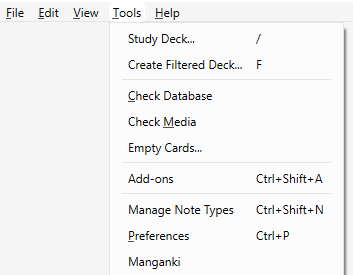 File Edit View Tools Help
Study Deck... /
Create Filtered Deck... F
Check Database
Check Media
Empty Cards...
Add-ons Ctrl+Shift+A
Manage Note Types Ctrl+Shift+N
Preferences Ctrl+P
Manganki